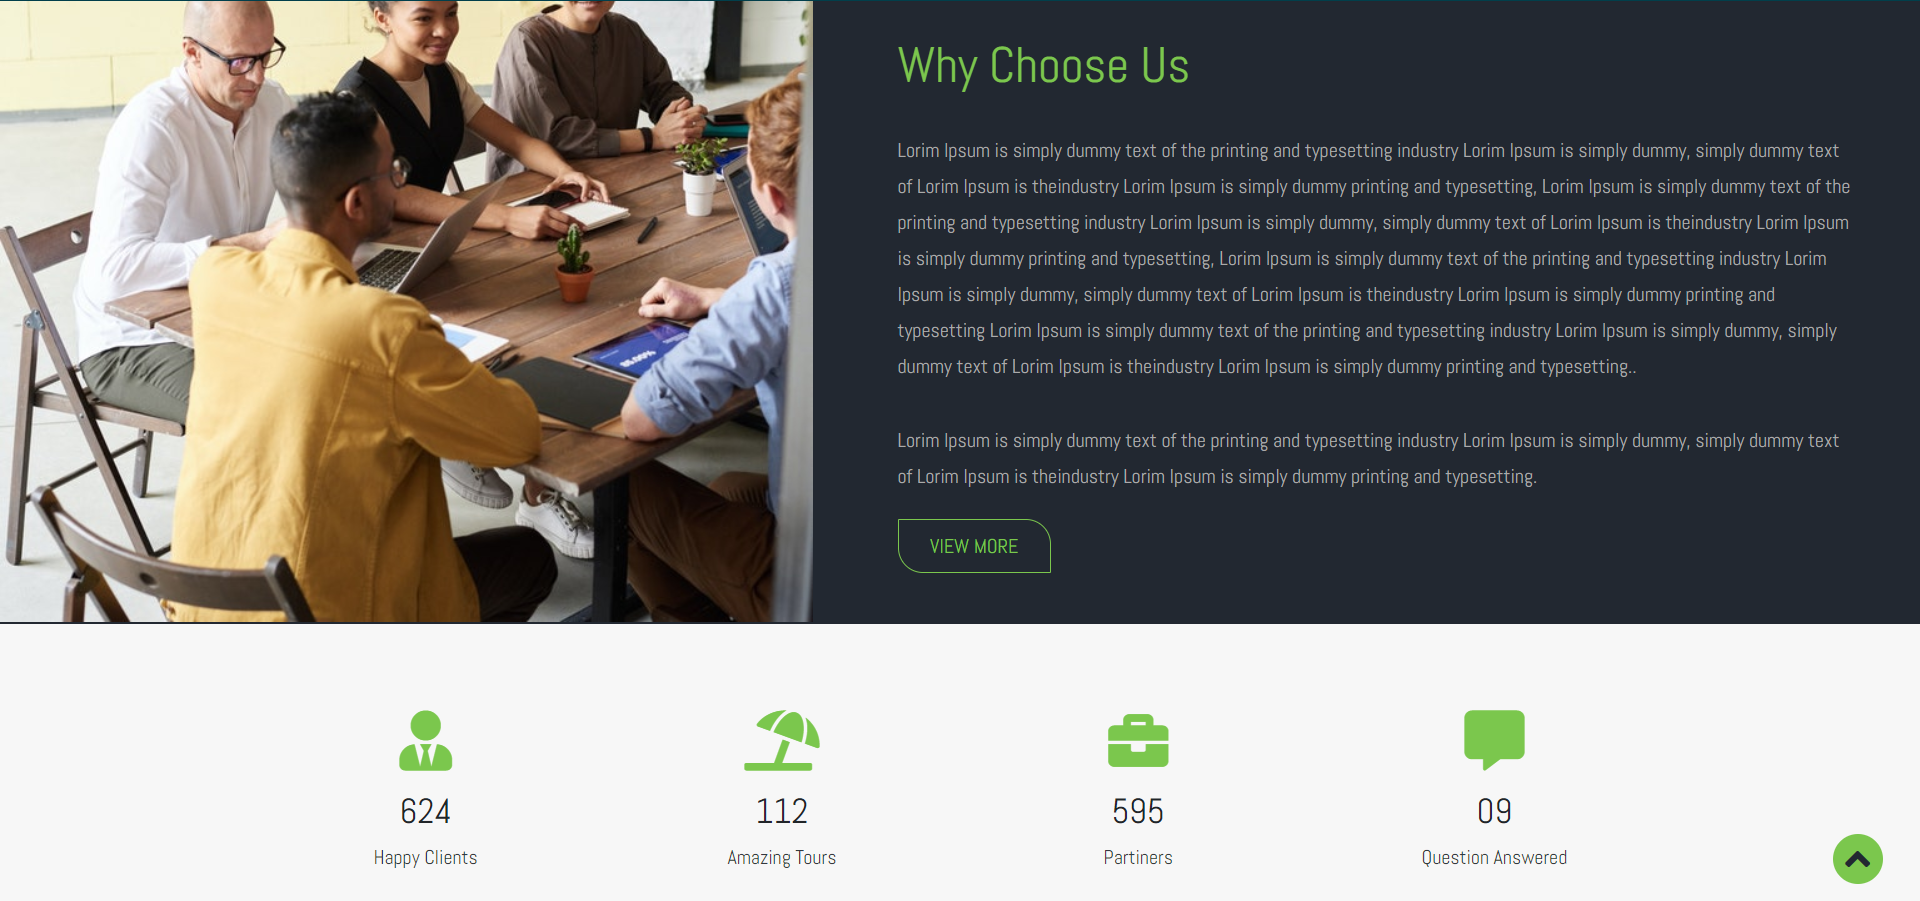 Why Choose Us
Lorim Ipsum is simply dummy text of the printing and typesetting industry Lorim Ipsum is simply dummy, simply dummy text
of Lorim Ipsum is theindustry Lorim Ipsum is simply dummy printing and typesetting, Lorim Ipsum is simply dummy text of the
printing and typesetting industry Lorim Ipsum is simply dummy, simply dummy text of Lorim Ipsum is theindustry Lorim Ipsum
is simply dummy printing and typesetting, Lorim Ipsum is simply dummy text of the printing and typesetting industry Lorim
Ipsum is simply dummy, simply dummy text of Lorim Ipsum is theindustry Lorim Ipsum is simply dummy printing and
typesetting Lorim Ipsum is simply dummy text of the printing and typesetting industry Lorim Ipsum is simply dummy, simply
dummy text of Lorim Ipsum is theindustry Lorim Ipsum is simply dummy printing and typesetting..
Lorim Ipsum is simply dummy text of the printing and typesetting industry Lorim Ipsum is simply dummy, simply dummy text
of Lorim Ipsum is theindustry Lorim Ipsum is simply dummy printing and typesetting.
VIEW MORE
624
Happy Clients
112
Amazing Tours
595
Partiners
09
Question Answered